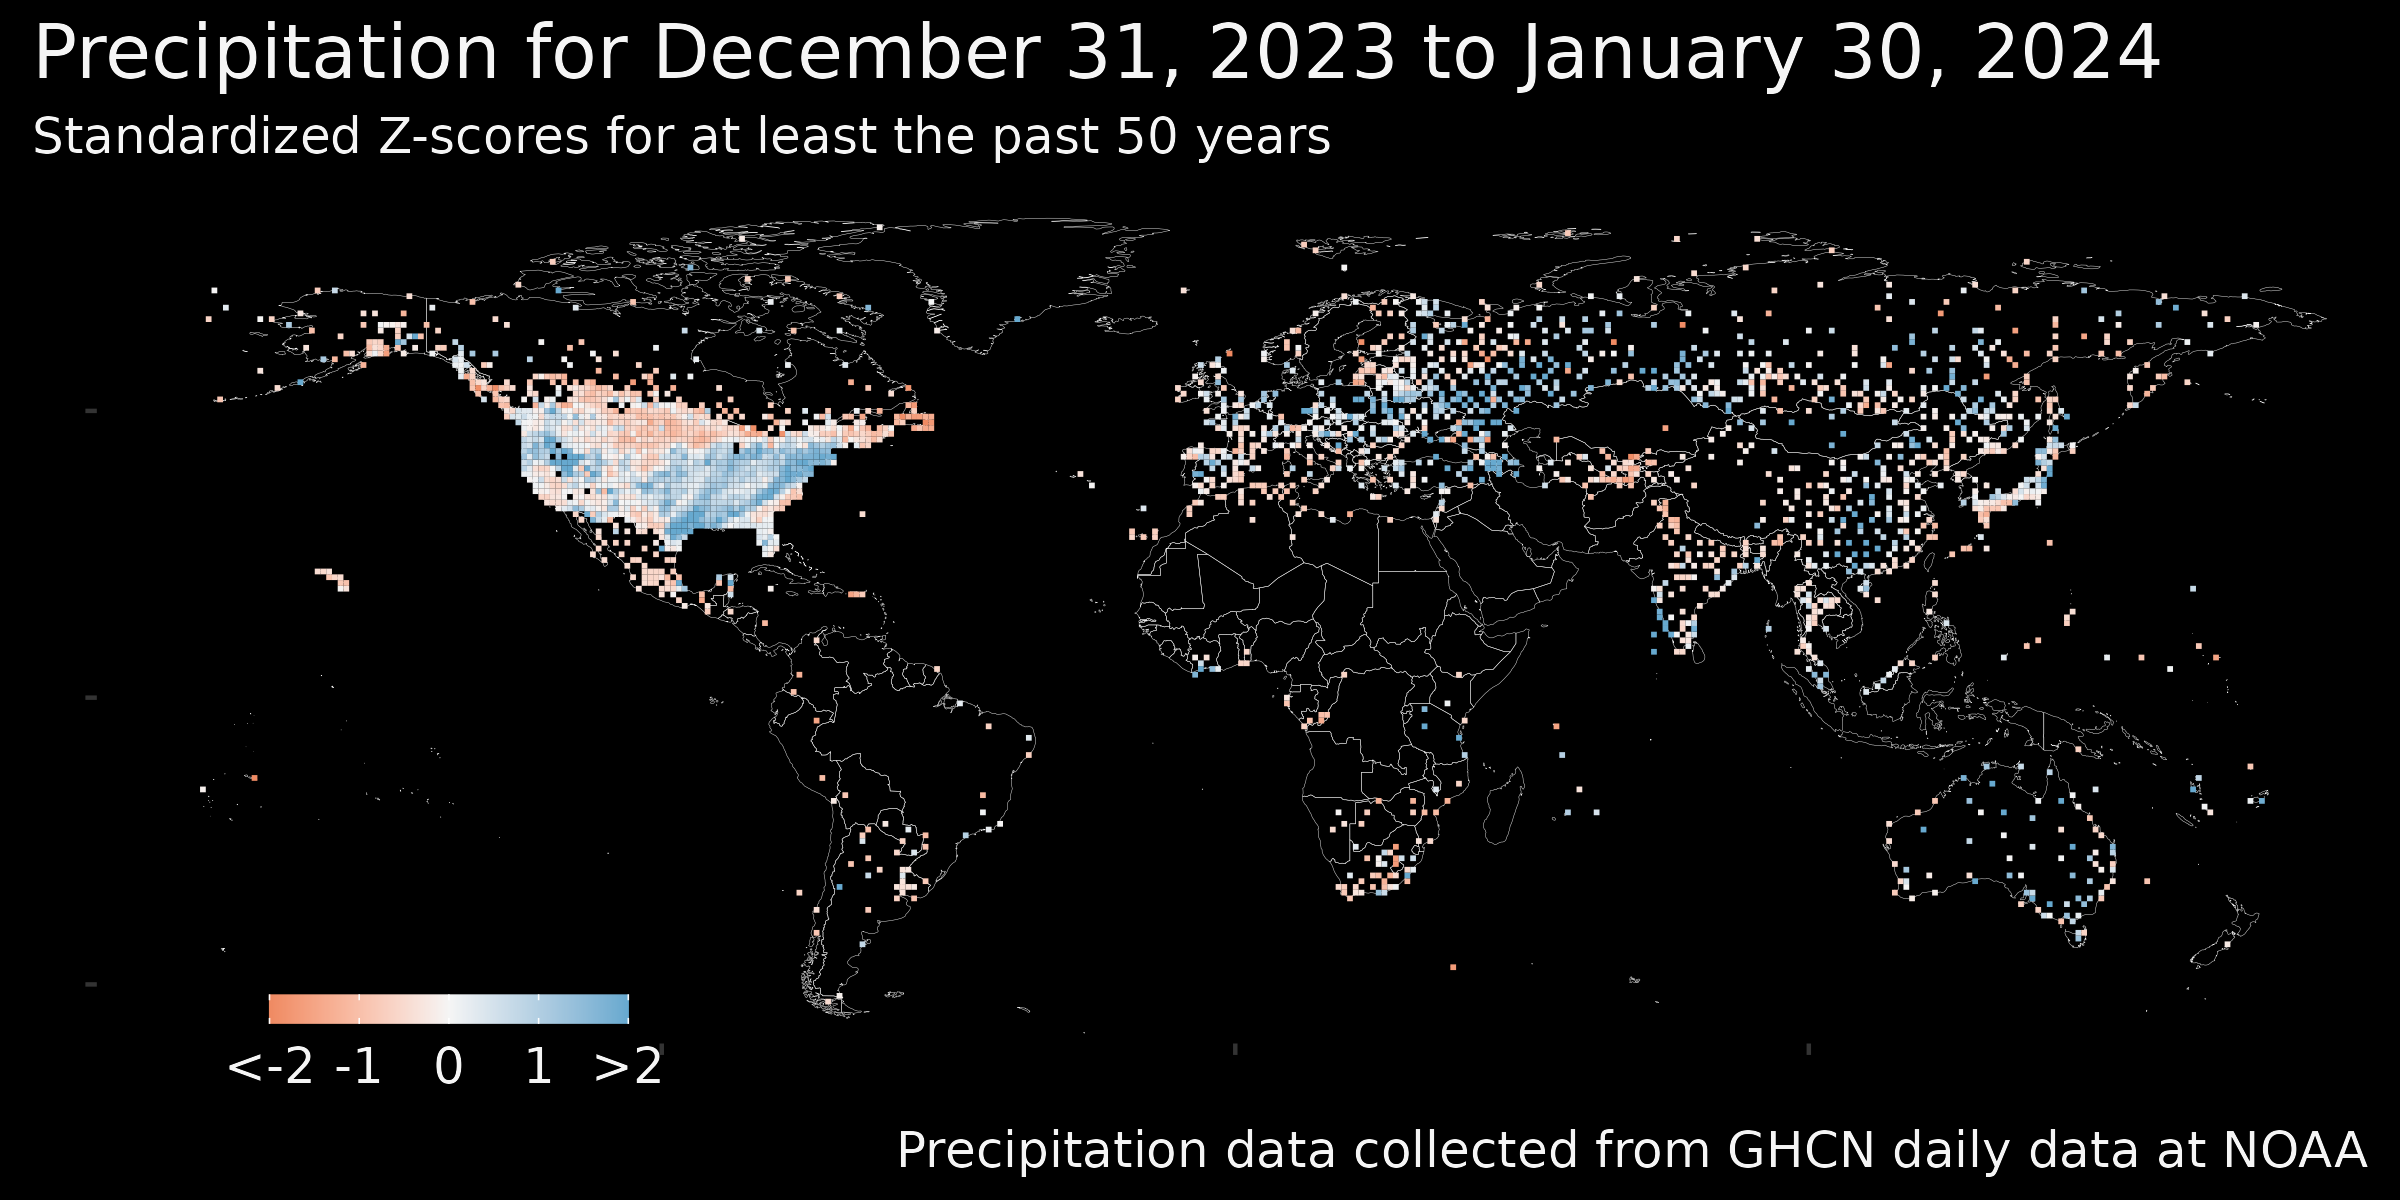 Precipitation for December 31, 2023 to January 30, 2024
Standardized Z-scores for at least the past 50 years
<-2 -1 0 1 >2
Precipitation data collected from GHCN daily data at NOAA